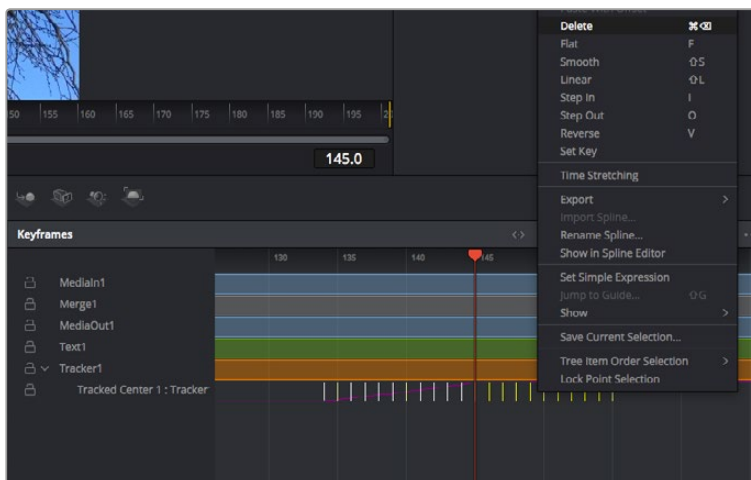 Delete ⌘⌫
Flat F
Smooth ⇧S
Linear ⇧L
Step In I
Step Out O
Reverse V
Set Key
Time Stretching
Export >
Import Spline...
Rename Spline...
Show in Spline Editor
Set Simple Expression
Jump to Guide... ⇧G
Show >
Save Current Selection...
Tree Item Order Selection >
Lock Point Selection
50 155 160 165 170 175 180 185 190 195
145.0
Keyframes
130 135 140 145
MediaIn1
Merge1
MediaOut1
Text1
Tracker1
Tracked Center 1 : Tracker